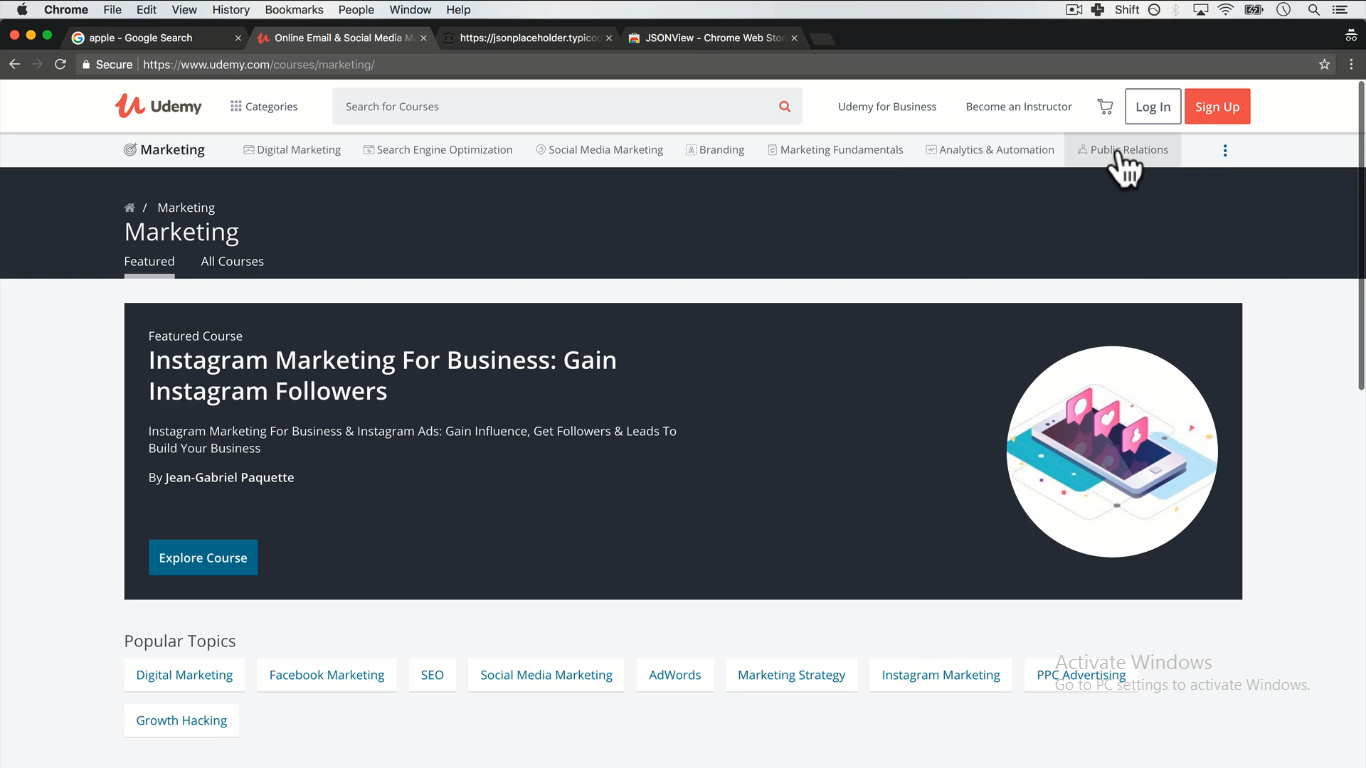 Chrome File Edit View History Bookmarks People Window Help Shift
apple - Google Search Online Email & Social Media M https://jsonplaceholder.typico JSONView - Chrome Web Stor
Secure https://www.udemy.com/courses/marketing/
Udemy Categories Search for Courses Udemy for Business Become an Instructor Log In Sign Up
Marketing Digital Marketing Search Engine Optimization Social Media Marketing Branding Marketing Fundamentals Analytics & Automation Public Relations
/ Marketing
Marketing
Featured All Courses
Featured Course
Instagram Marketing For Business: Gain
Instagram Followers
Instagram Marketing For Business & Instagram Ads: Gain Influence, Get Followers & Leads To
Build Your Business
By Jean-Gabriel Paquette
Explore Course
Popular Topics
Digital Marketing Facebook Marketing SEO Social Media Marketing AdWords Marketing Strategy Instagram Marketing PPC Advertising
Growth Hacking
Activate Windows
Go to PC settings to activate Windows.